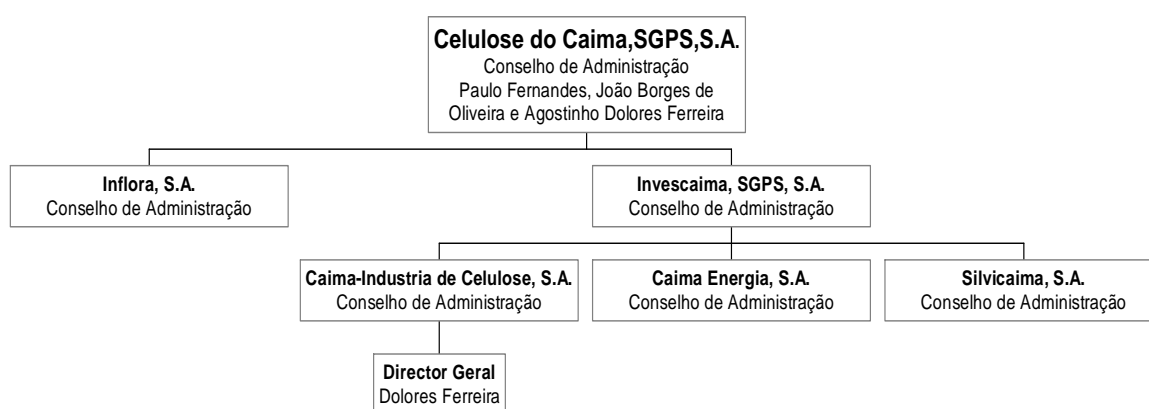 Celulose do Caima,SGPS,S.A.
Conselho de Administração
Paulo Fernandes, João Borges de
Oliveira e Agostinho Dolores Ferreira
Inflora, S.A.
Conselho de Administração
Invescaima, SGPS, S.A.
Conselho de Administração
Caima-Industria de Celulose, S.A.
Conselho de Administração
Caima Energia, S.A.
Conselho de Administração
Silvicaima, S.A.
Conselho de Administração
Director Geral
Dolores Ferreira